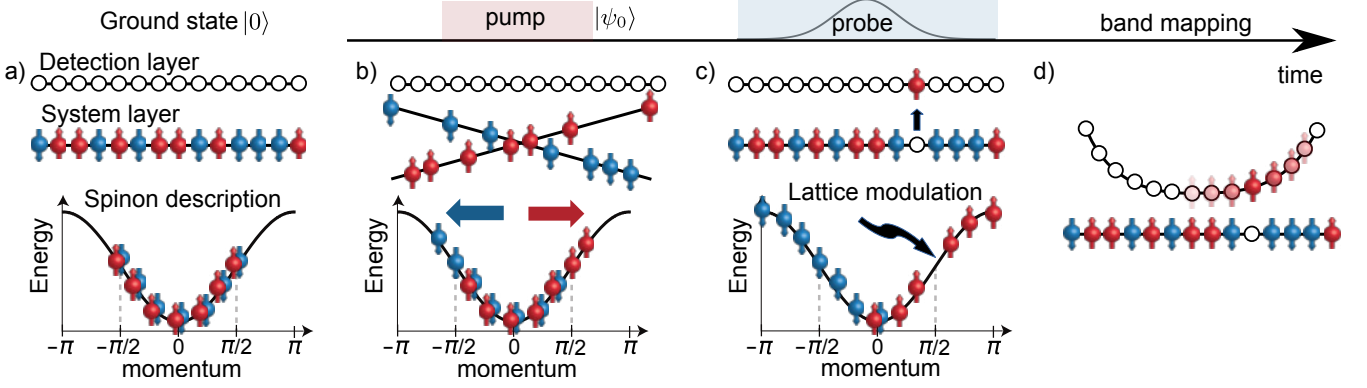 Ground state |0⟩
pump
|ψ₀⟩
probe
band mapping
time
a)
Detection layer
System layer
Spinon description
Energy
−π
−π/2
0
π/2
π
momentum
b)
Energy
−π
−π/2
0
π/2
π
momentum
c)
Lattice modulation
Energy
−π
−π/2
0
π/2
π
momentum
d)